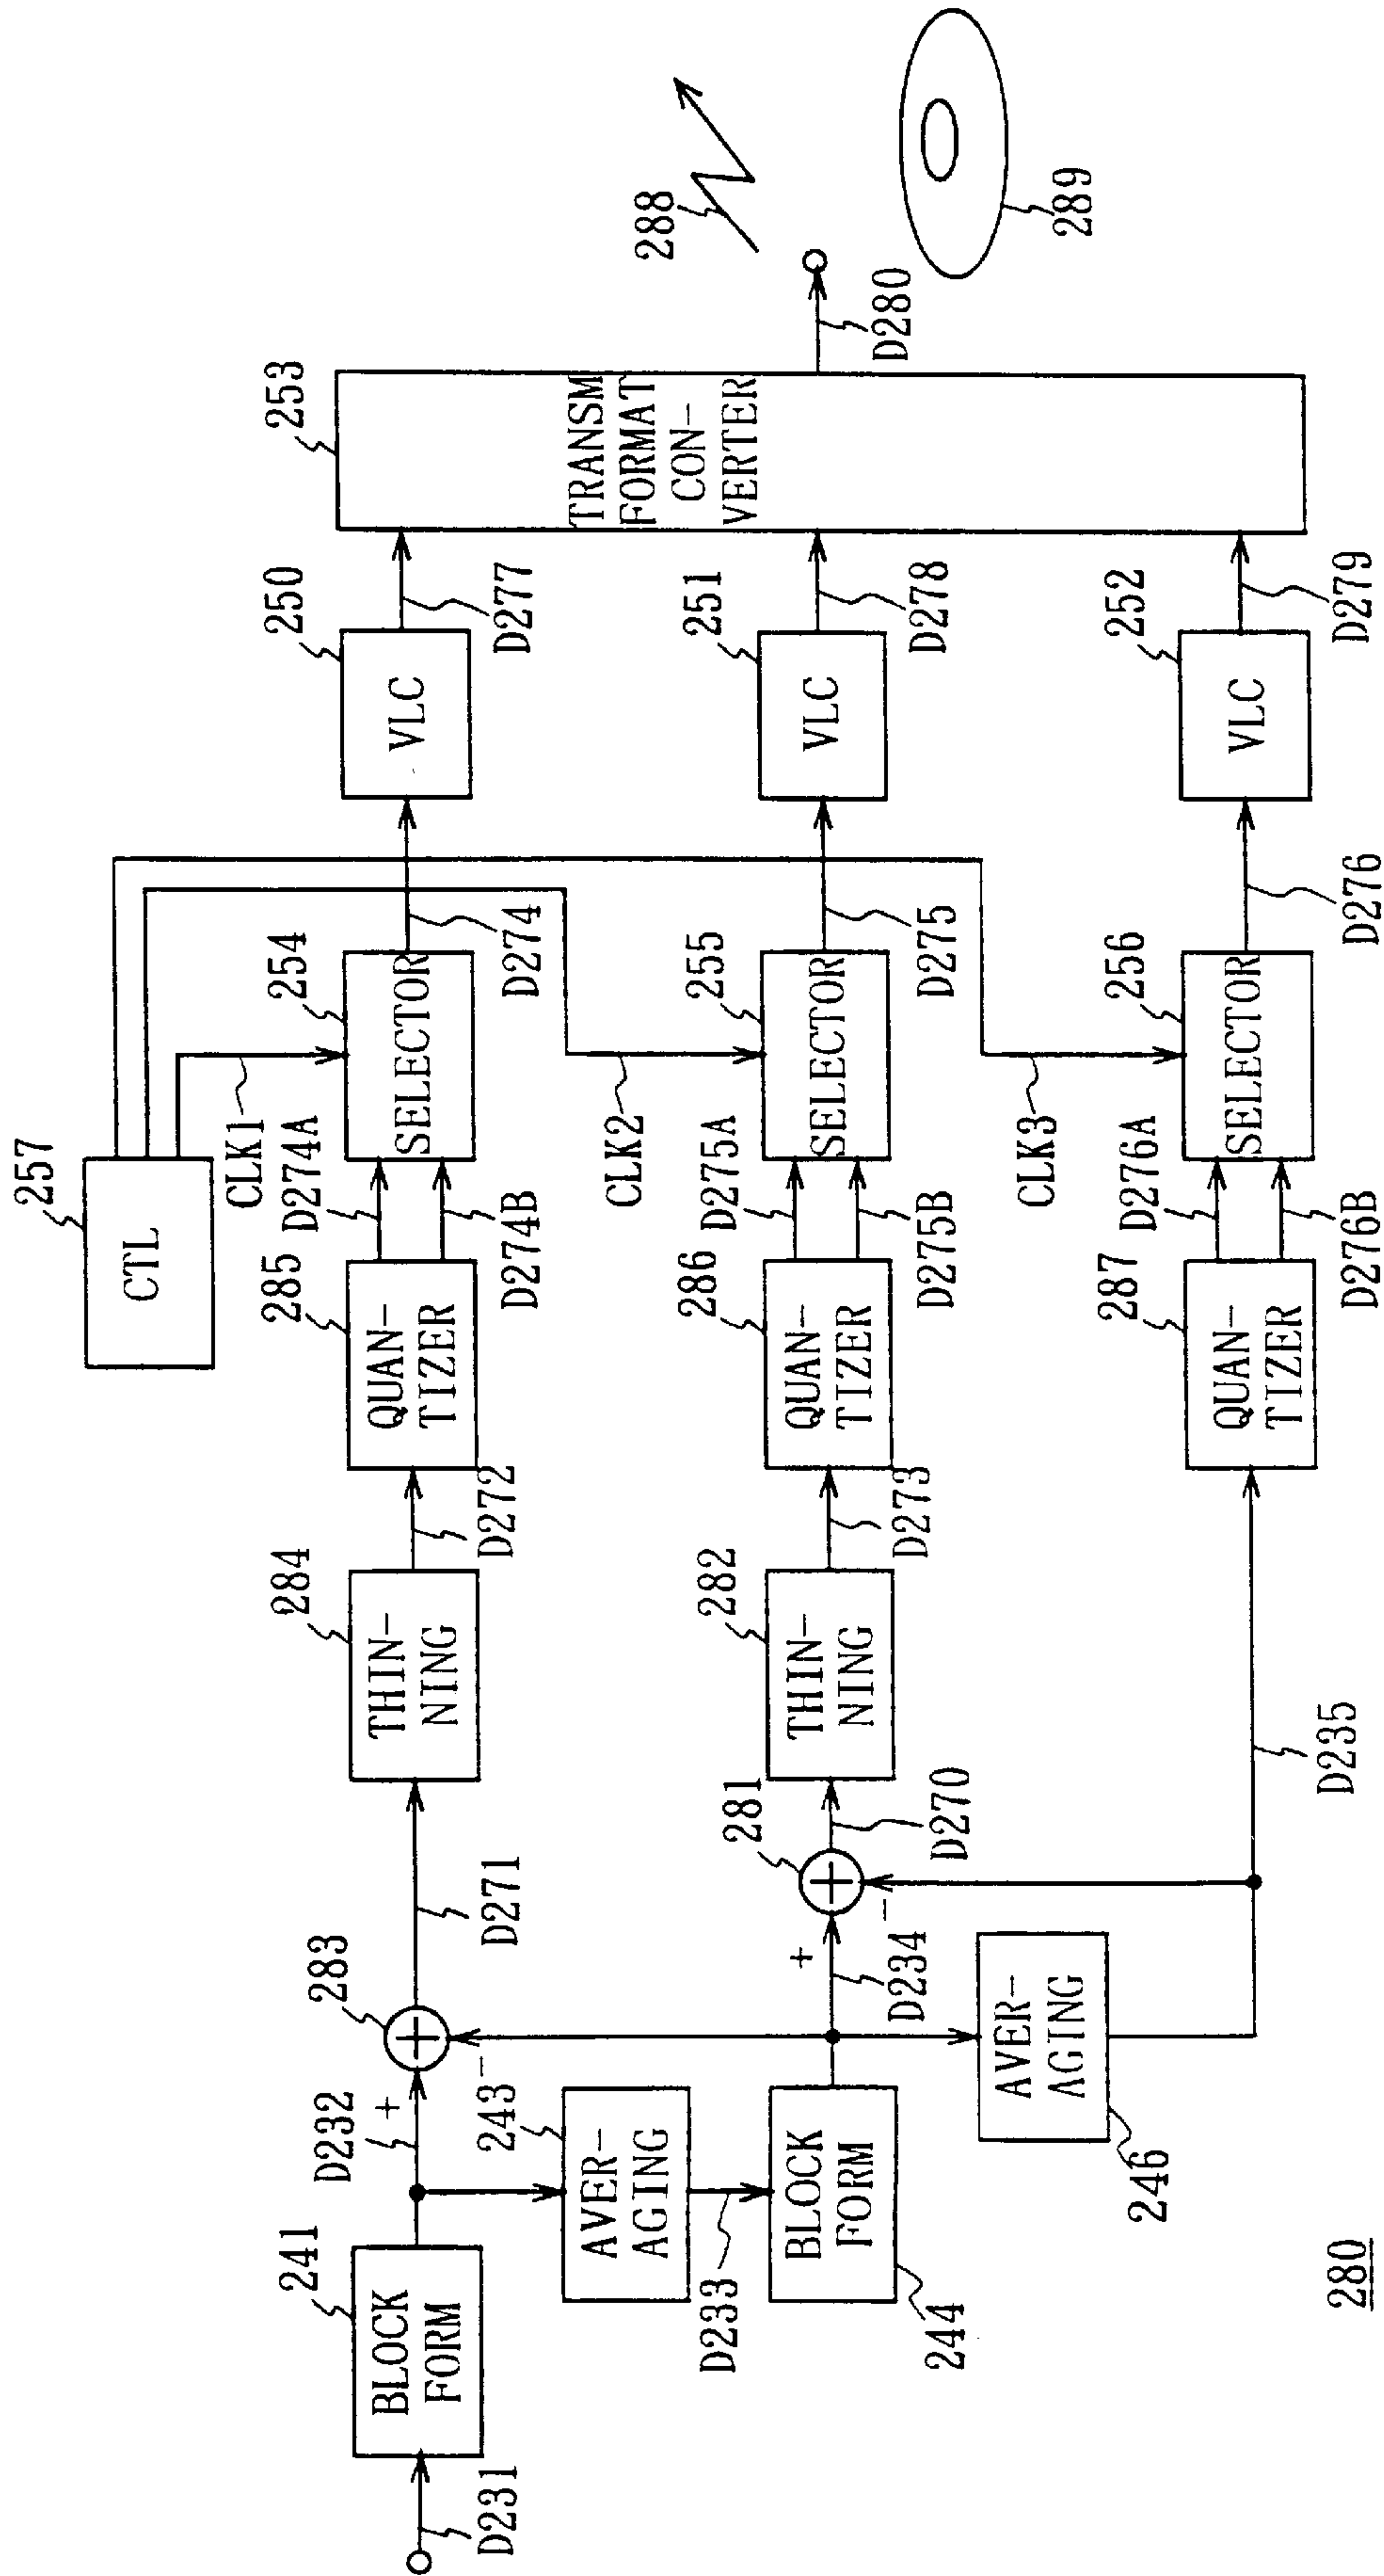 257
CTL
CLK1
CLK2
CLK3
D231
241
BLOCK
FORM
D232
+
-
283
D271
284
THIN-
NING
D272
285
QUAN-
TIZER
D274A
D274B
254
SELECTOR
D274
250
VLC
D277
253
TRANSM
FORMAT
CON-
VERTER
D280
288
289
243
AVER-
AGING
D233
BLOCK
FORM
244
+
-
D234
281
D270
282
THIN-
NING
D273
286
QUAN-
TIZER
D275A
D275B
255
SELECTOR
D275
251
VLC
D278
AVER-
AGING
246
D235
287
QUAN-
TIZER
D276A
D276B
256
SELECTOR
D276
252
VLC
D279
280